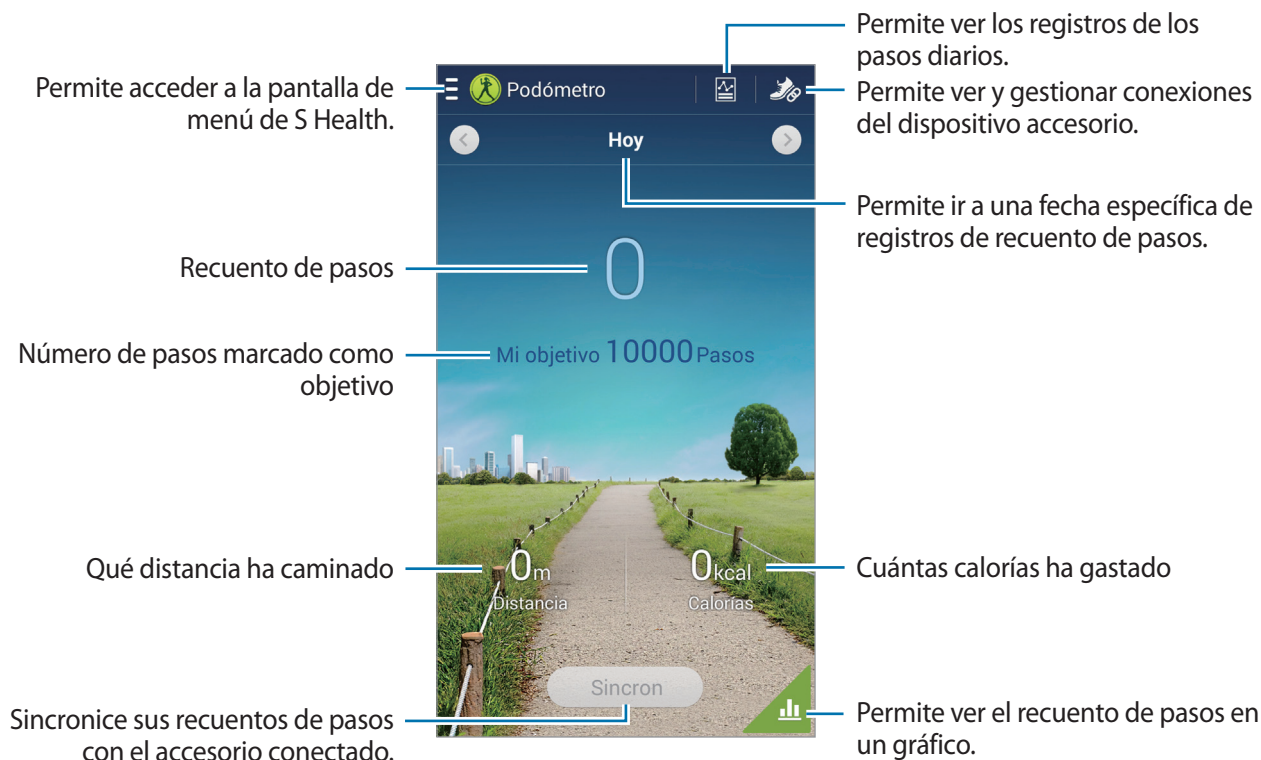 Permite ver los registros de los
pasos diarios.
Permite acceder a la pantalla de
menú de S Health.
Podómetro
Permite ver y gestionar conexiones
del dispositivo accesorio.
Hoy
Permite ir a una fecha específica de
registros de recuento de pasos.
Recuento de pasos
0
Número de pasos marcado como
objetivo
Mi objetivo 10000 Pasos
Qué distancia ha caminado
0 m
Distancia
0 kcal
Calorías
Cuántas calorías ha gastado
Sincron
Sincronice sus recuentos de pasos
con el accesorio conectado.
Permite ver el recuento de pasos en
un gráfico.